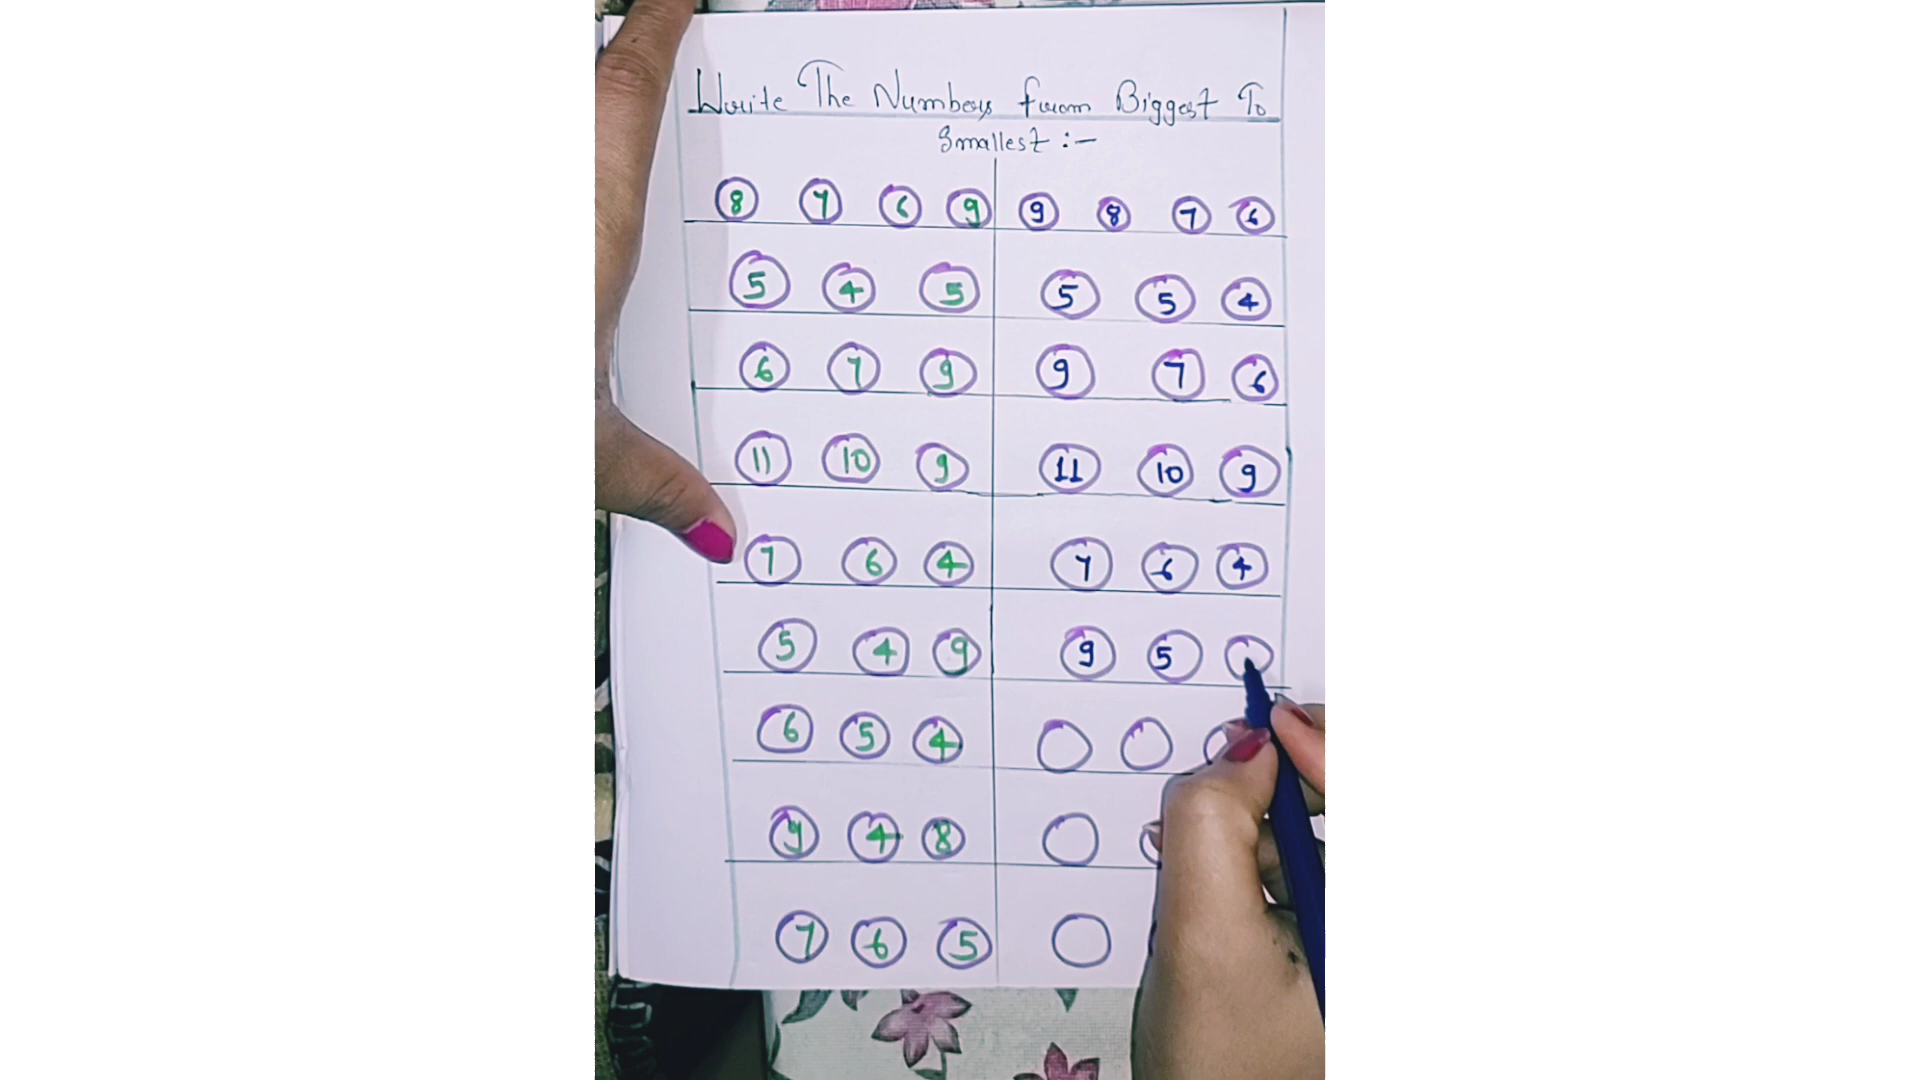 Write The Numbers from Biggest To
Smallest :-
8 7 6 9 9 8 7 6
5 4 5 5 5 4
6 7 9 9 7 6
11 10 9 11 10 9
7 6 4 7 6 4
5 4 9 9 5
6 5 4
9 4 8
7 6 5